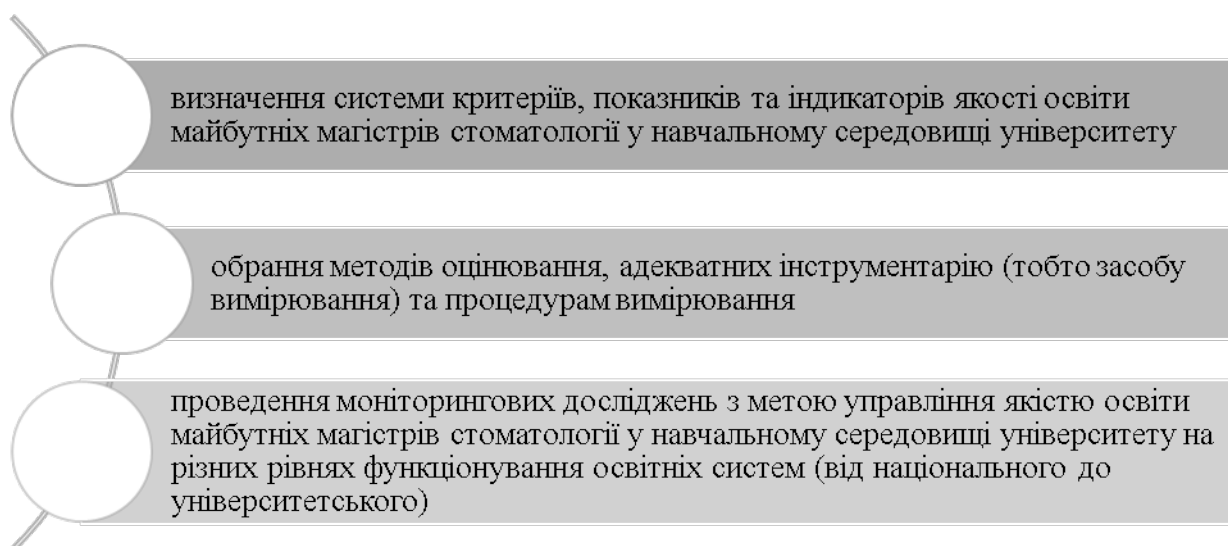 визначення системи критеріїв, показників та індикаторів якості освіти
майбутніх магістрів стоматології у навчальному середовищі університету
обрання методів оцінювання, адекватних інструментарію (тобто засобу
вимірювання) та процедурам вимірювання
проведення моніторингових досліджень з метою управління якістю освіти
майбутніх магістрів стоматології у навчальному середовищі університету на
різних рівнях функціонування освітніх систем (від національного до
університетського)